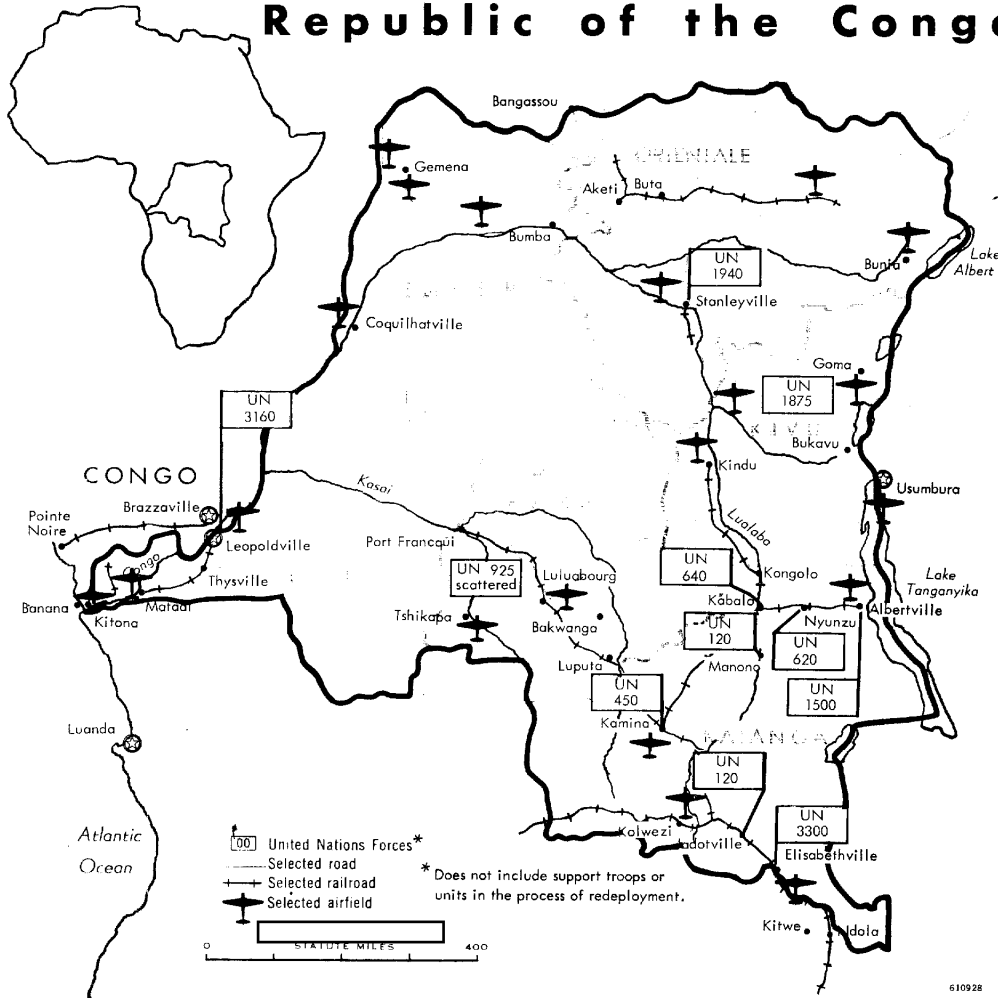 Republic of the Congo
Bangassou
ORIENTALE
Gemena
Aketi
Buta
Bumba
Bunia
Lake
Albert
UN
1940
Stanleyville
Coquilhatville
Goma
UN
1875
UN
3160
KIVU
Bukavu
CONGO
Kindu
Usumbura
Kasai
Brazzaville
Pointe
Noire
Lualaba
Leopoldville
Port Francqui
Congo
UN 925
scattered
Luluabourg
UN
640
Kongolo
Lake
Tanganyika
Thysville
Banana
Matadi
Kitona
Kabalo
Albertville
Tshikapa
Nyunzu
Bakwanga
UN
120
UN
620
Luputa
Manono
UN
450
UN
1500
Kamina
Luanda
KATANGA
UN
120
UN
3300
Kolwezi
Jadotville
Elisabethville
Atlantic
Ocean
00 United Nations Forces*
Selected road
Selected railroad
Selected airfield
* Does not include support troops or
units in the process of redeployment.
Kitwe
Ndola
0 STATUTE MILES 400
610928